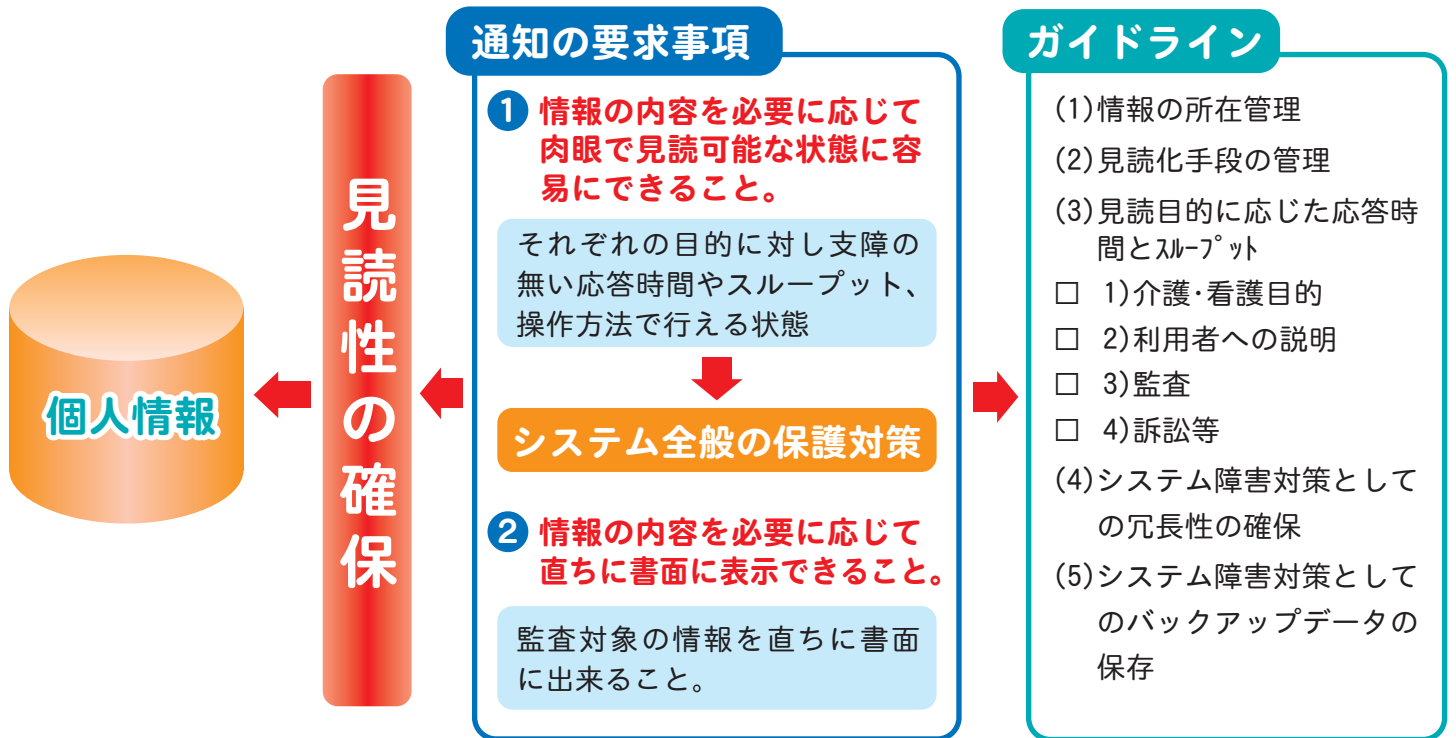 個人情報
見読性の確保
通知の要求事項
❶ 情報の内容を必要に応じて
肉眼で見読可能な状態に容
易にできること。
それぞれの目的に対し支障の
無い応答時間やスループット、
操作方法で行える状態
システム全般の保護対策
❷ 情報の内容を必要に応じて
直ちに書面に表示できること。
監査対象の情報を直ちに書面
に出来ること。
ガイドライン
(1)情報の所在管理
(2)見読化手段の管理
(3)見読目的に応じた応答時
間とｽﾙｰﾌﾟｯﾄ
□ 1)介護･看護目的
□ 2)利用者への説明
□ 3)監査
□ 4)訴訟等
(4)システム障害対策として
の冗長性の確保
(5)システム障害対策として
のバックアップデータの
保存